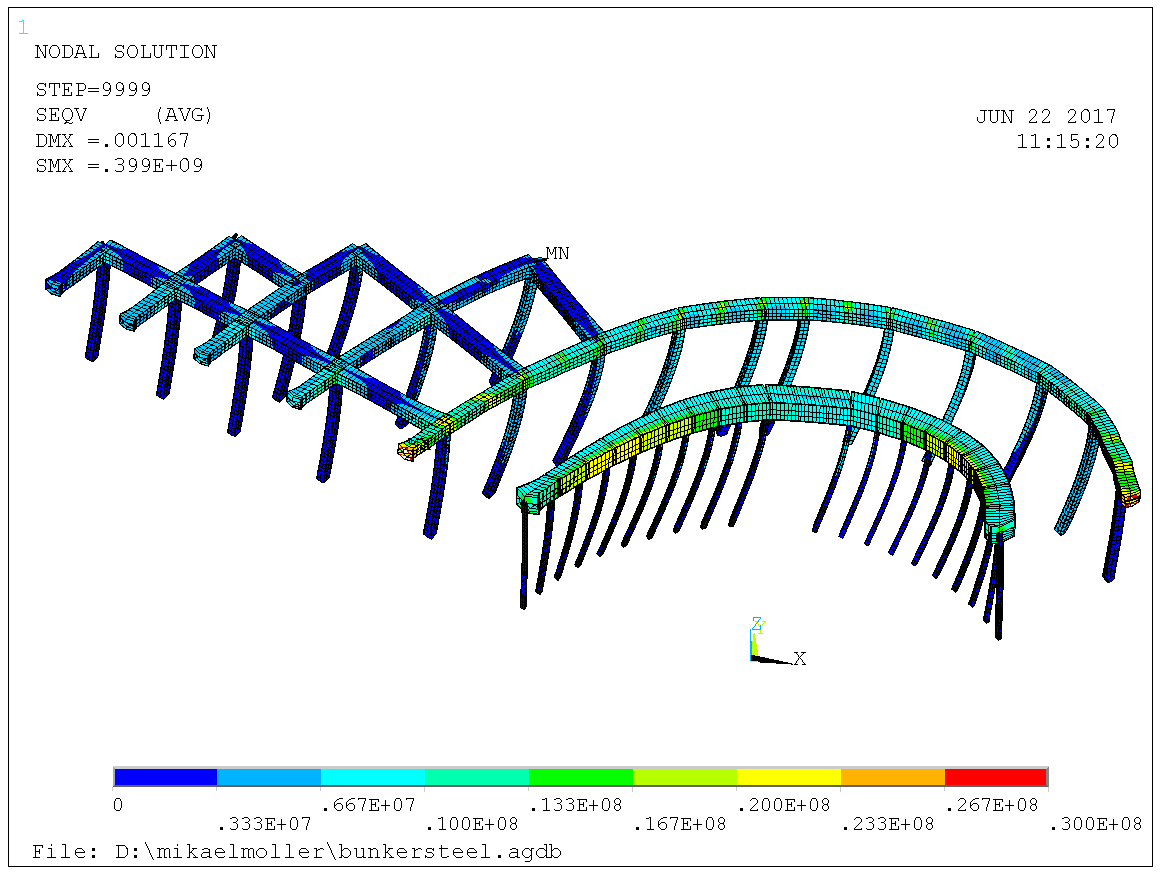 1
NODAL SOLUTION
STEP=9999
SEQV (AVG)
DMX =.001167
SMX =.399E+09
JUN 22 2017
11:15:20
MN
Z
Y
X
0 .667E+07 .133E+08 .200E+08 .267E+08
.333E+07 .100E+08 .167E+08 .233E+08 .300E+08
File: D:\mikaelmoller\bunkersteel.agdb